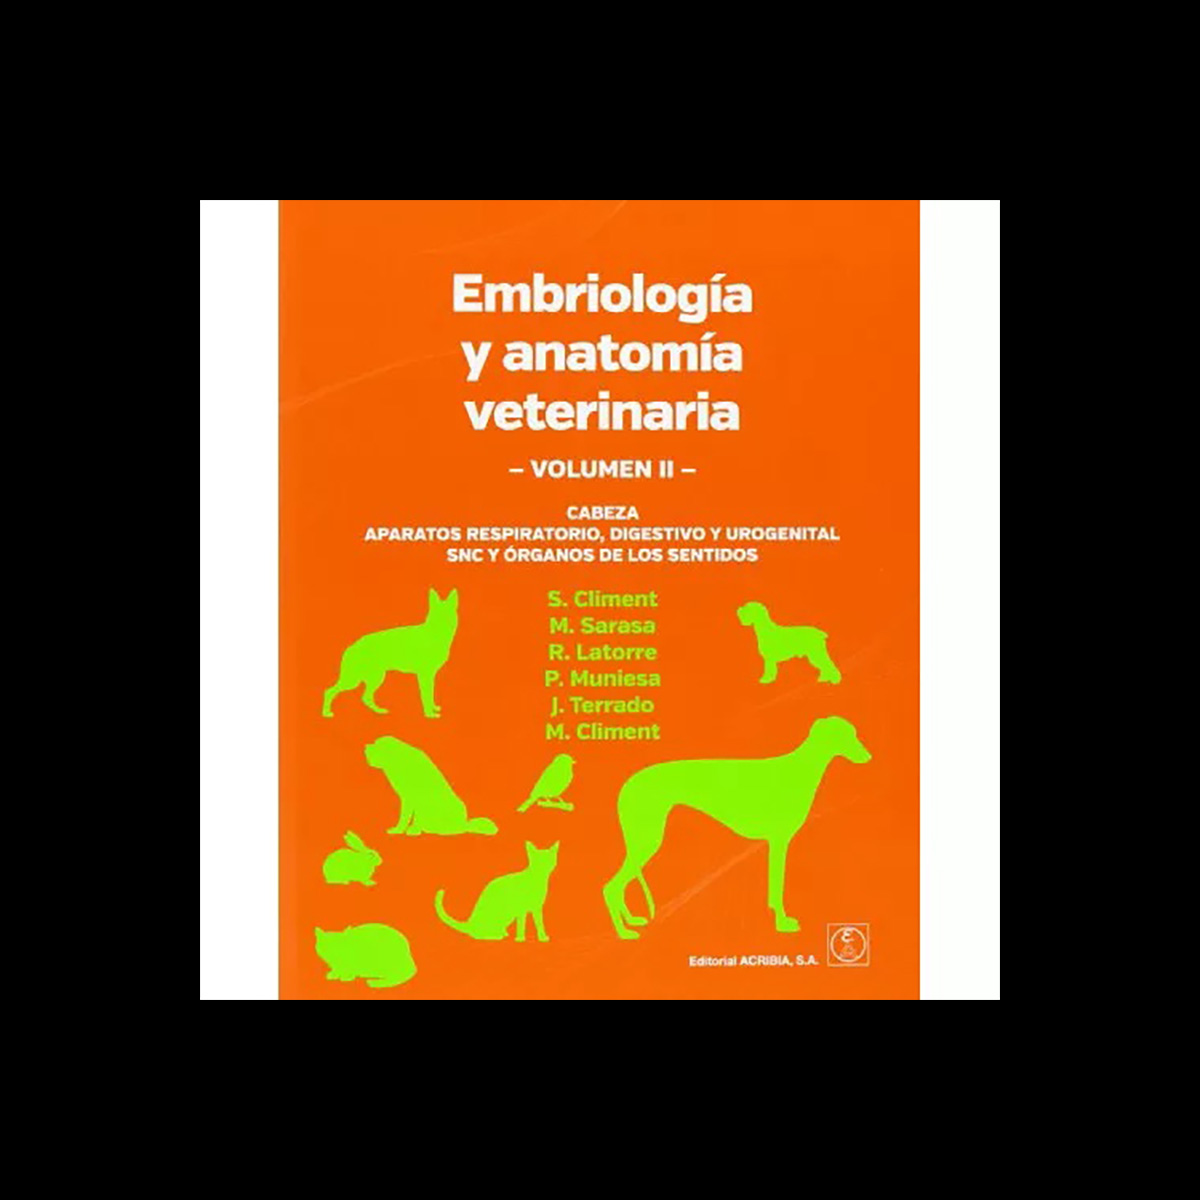 Embriología
y anatomía
veterinaria
– VOLUMEN II –
CABEZA
APARATOS RESPIRATORIO, DIGESTIVO Y UROGENITAL
SNC Y ÓRGANOS DE LOS SENTIDOS
S. Climent
M. Sarasa
R. Latorre
P. Muniesa
J. Terrado
M. Climent
Editorial ACRIBIA, S.A.